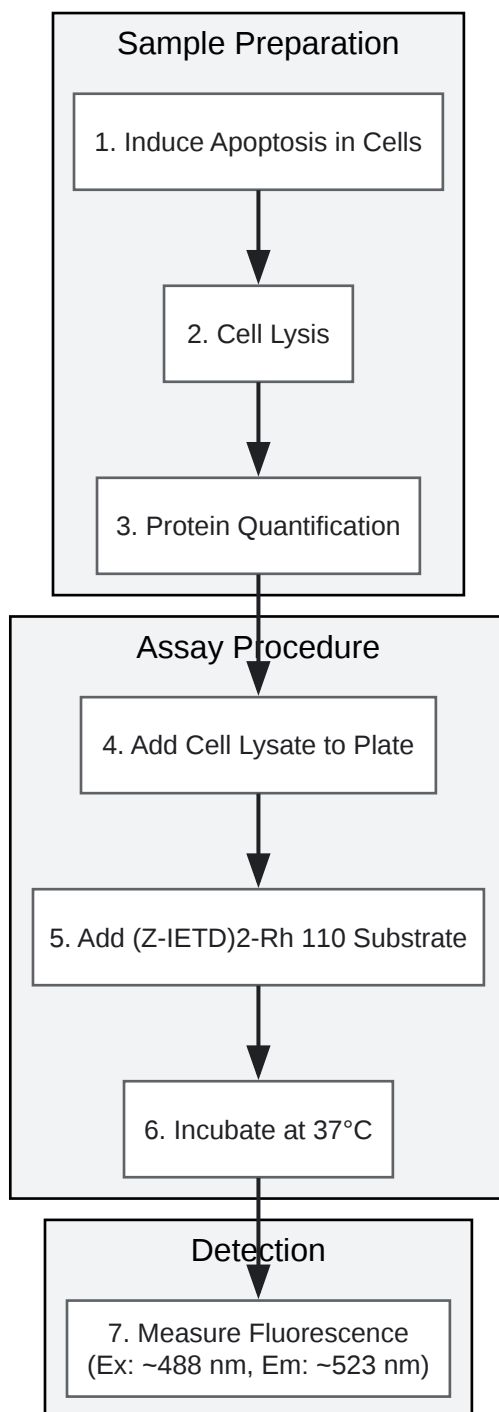 Sample Preparation
1. Induce Apoptosis in Cells
2. Cell Lysis
3. Protein Quantification
Assay Procedure
4. Add Cell Lysate to Plate
5. Add (Z-IETD)2-Rh 110 Substrate
6. Incubate at 37°C
Detection
7. Measure Fluorescence
(Ex: ~488 nm, Em: ~523 nm)